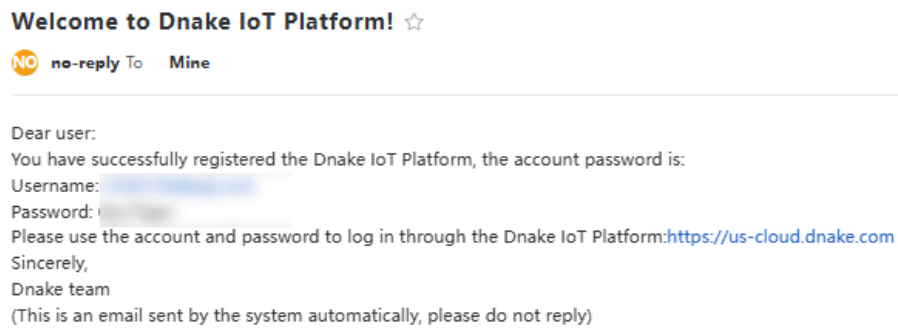 Welcome to Dnake IoT Platform!
NO no-reply To Mine
Dear user:
You have successfully registered the Dnake IoT Platform, the account password is:
Username:
Password:
Please use the account and password to log in through the Dnake IoT Platform:https://us-cloud.dnake.com
Sincerely,
Dnake team
(This is an email sent by the system automatically, please do not reply)